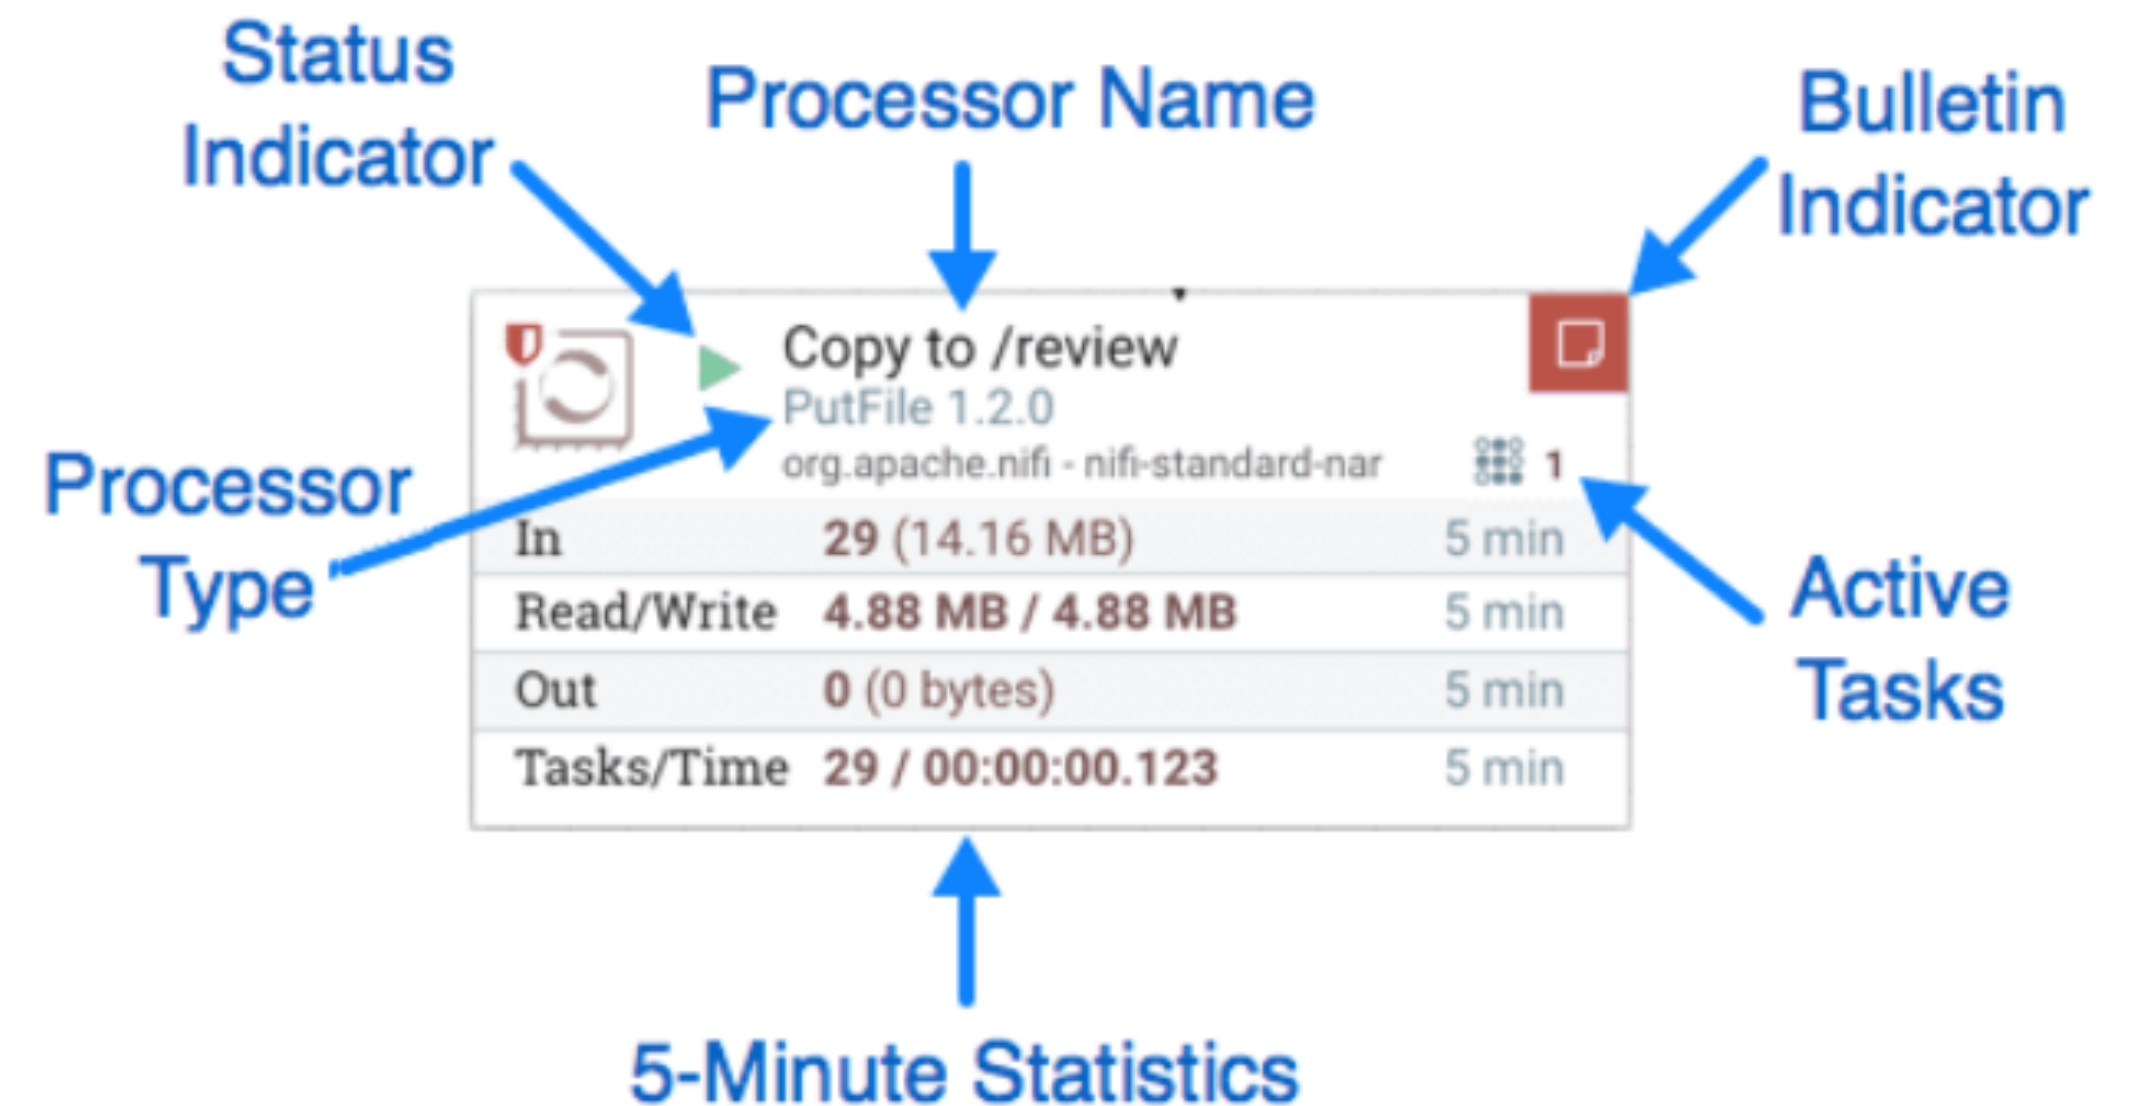 Status
Indicator
Processor Name
Bulletin
Indicator
Copy to /review
PutFile 1.2.0
org.apache.nifi - nifi-standard-nar
1
Processor
Type
In 29 (14.16 MB) 5 min
Read/Write 4.88 MB / 4.88 MB 5 min
Out 0 (0 bytes) 5 min
Tasks/Time 29 / 00:00:00.123 5 min
Active
Tasks
5-Minute Statistics